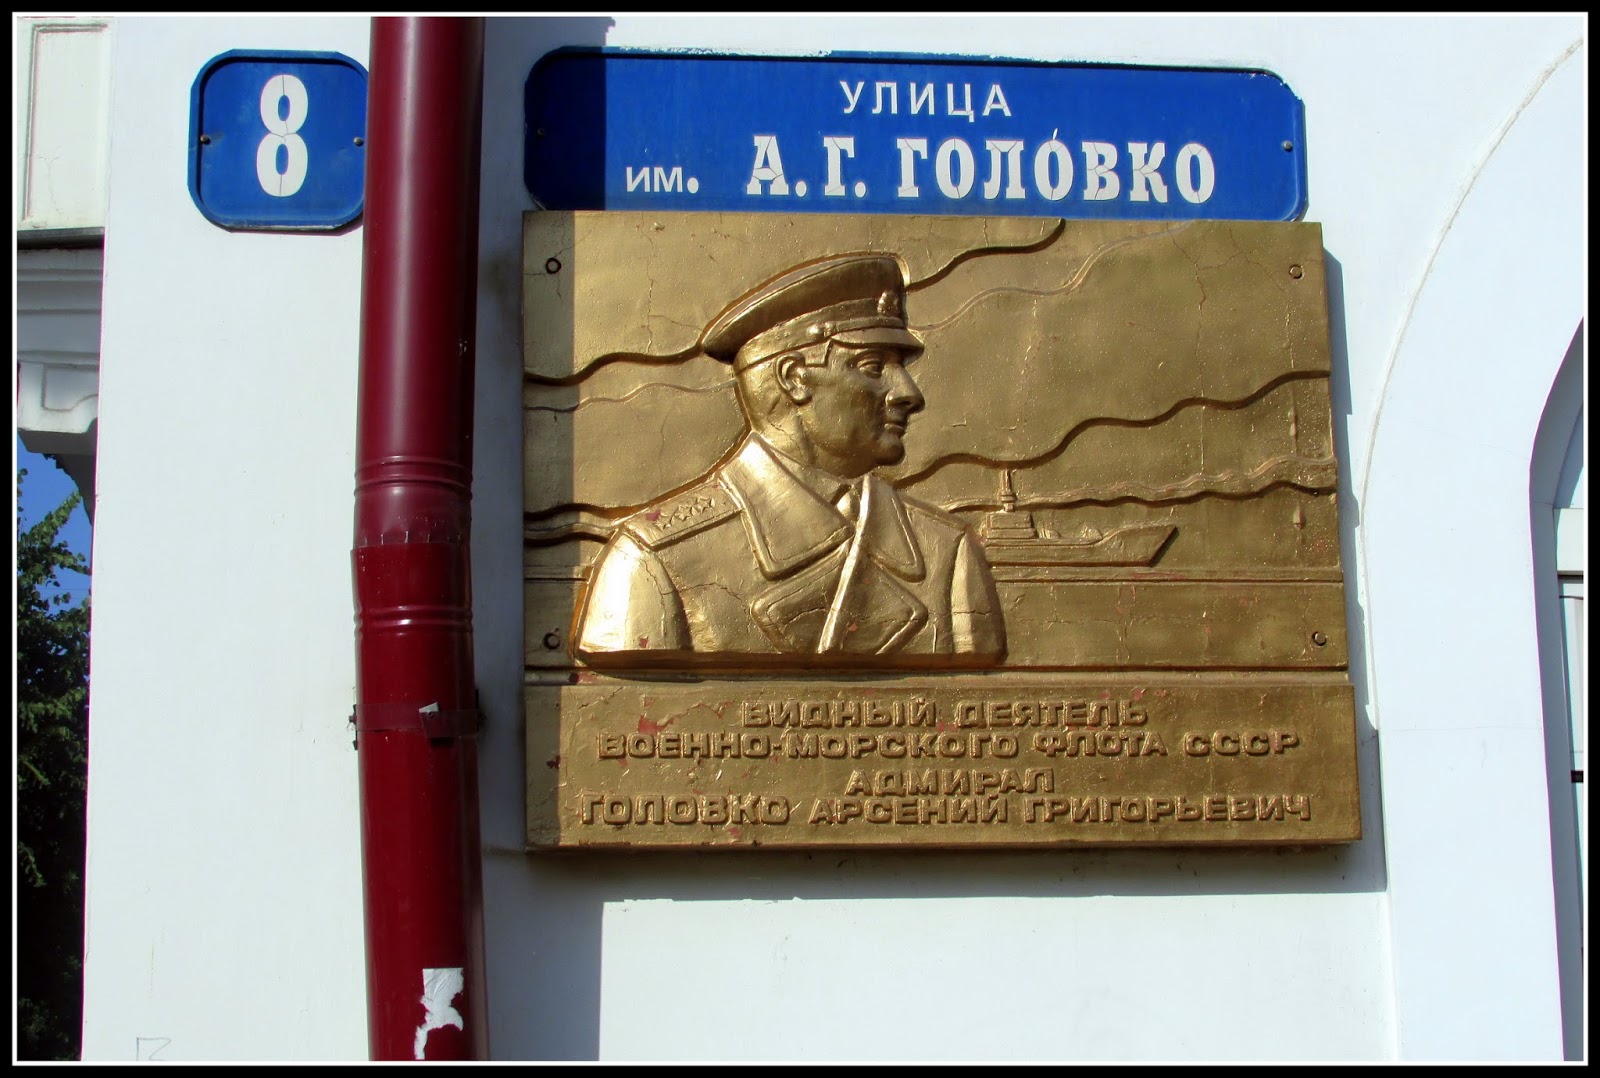 8
УЛИЦА
им. А.Г. ГОЛОВКО
ВИДНЫЙ ДЕЯТЕЛЬ
ВОЕННО-МОРСКОГО ФЛОТА СССР
АДМИРАЛ
ГОЛОВКО АРСЕНИЙ ГРИГОРЬЕВИЧ